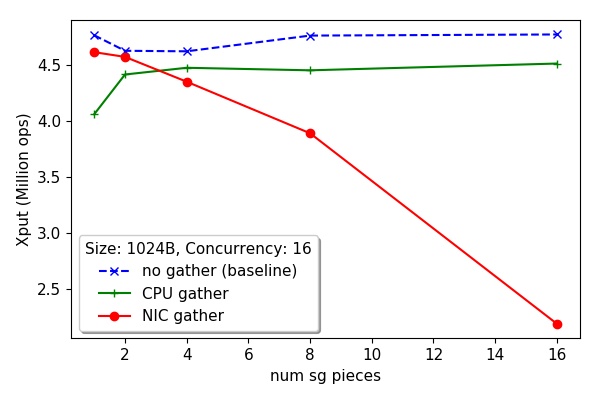 4.5
4.0
3.5
3.0
2.5
Xput (Million ops)
Size: 1024B, Concurrency: 16
no gather (baseline)
CPU gather
NIC gather
2 4 6 8 10 12 14 16
num sg pieces